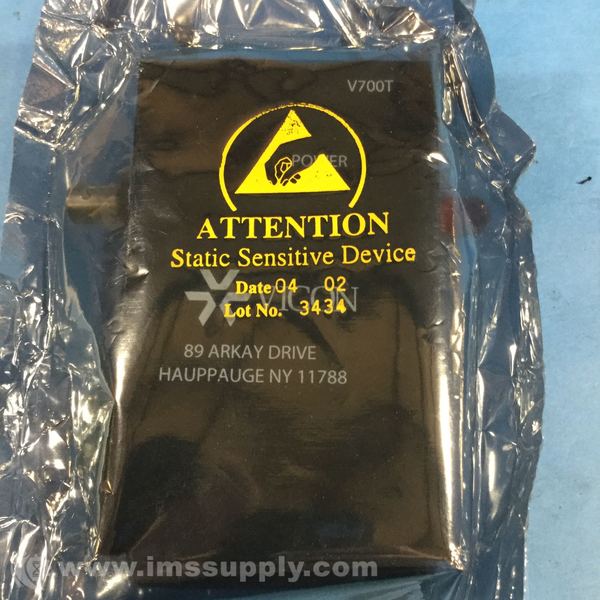 V700T
POWER
ATTENTION
Static Sensitive Device
Date 04 02
VICON
Lot No. 3434
89 ARKAY DRIVE
HAUPPAUGE NY 11788
www.imssupply.com